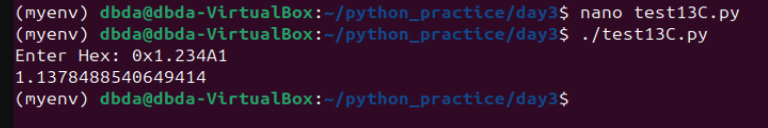 (myenv) dbda@dbda-VirtualBox:~/python_practice/day3$ nano test13C.py
(myenv) dbda@dbda-VirtualBox:~/python_practice/day3$ ./test13C.py
Enter Hex: 0x1.234A1
1.1378488540649414
(myenv) dbda@dbda-VirtualBox:~/python_practice/day3$